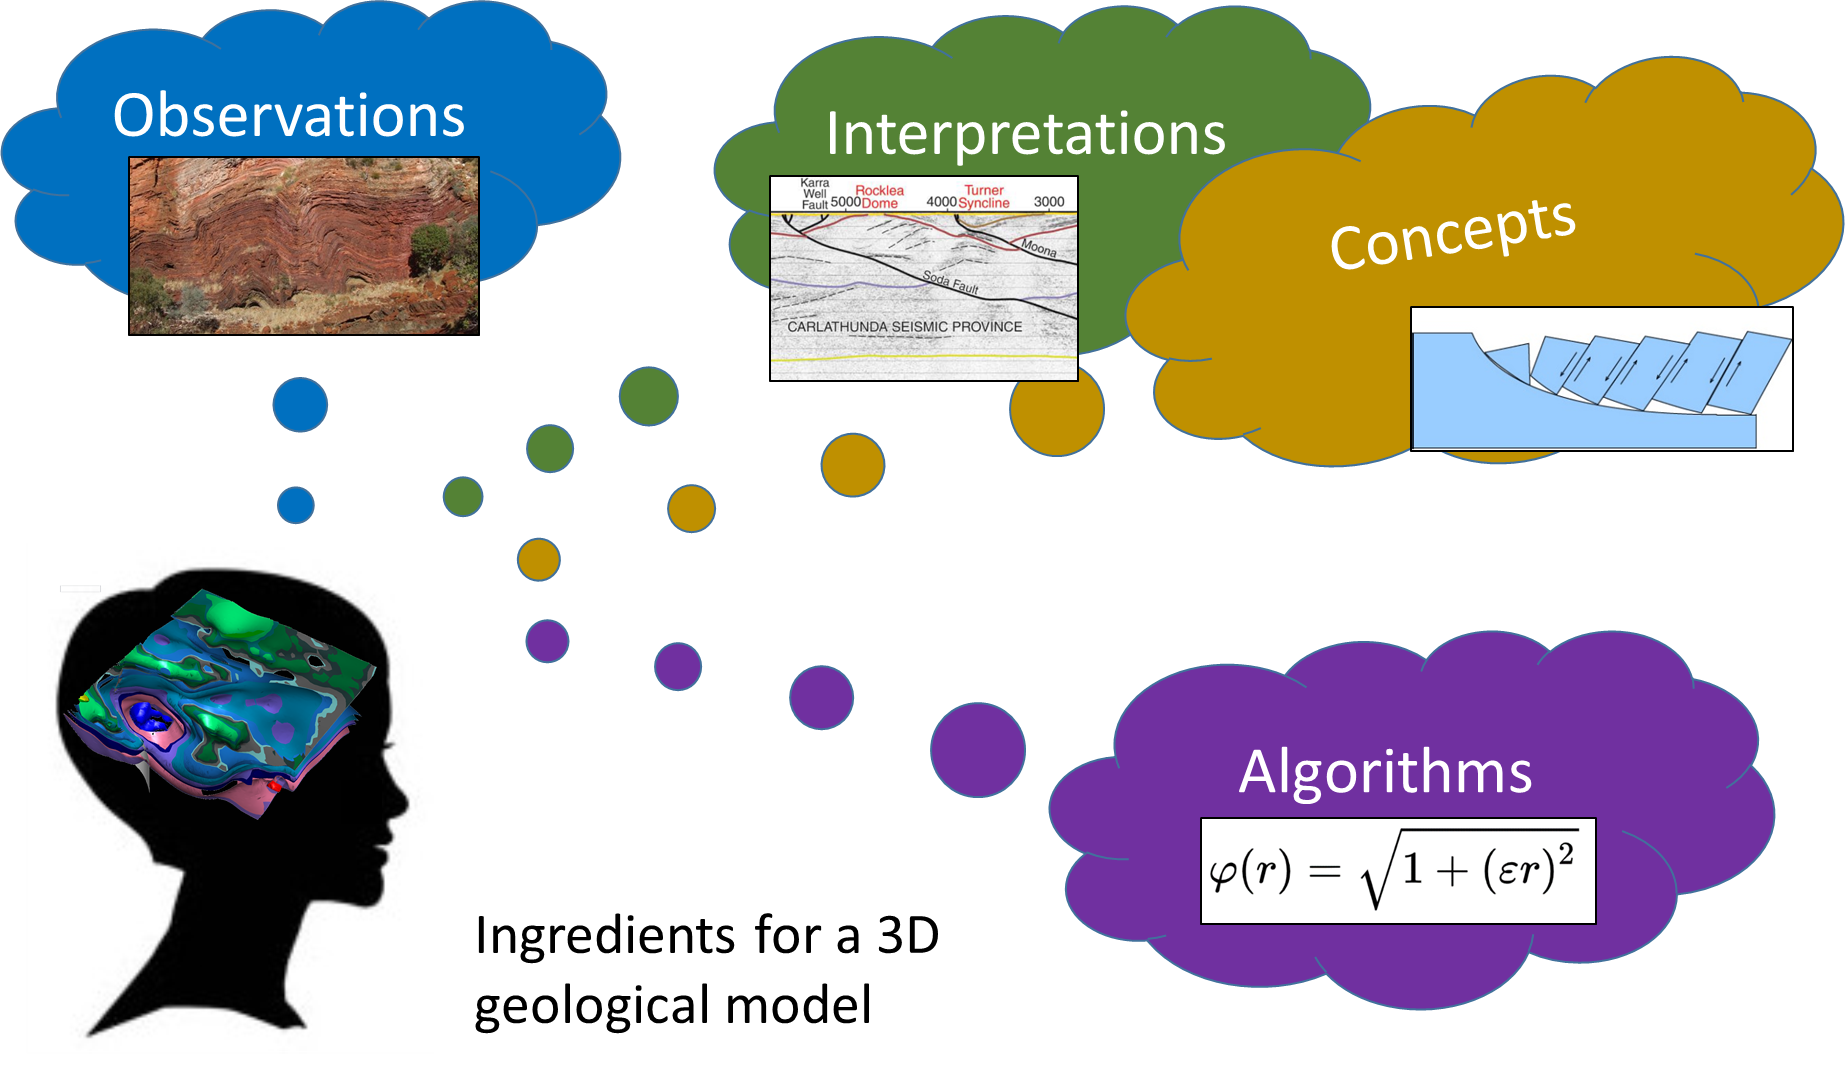 Observations
Interpretations
Concepts
Karra
Well
Fault
5000
Rocklea
Dome
4000
Turner
Syncline
3000
Moona
Soda Fault
CARLATHUNDA SEISMIC PROVINCE
Algorithms
φ(r) = √1 + (εr)²
Ingredients for a 3D
geological model